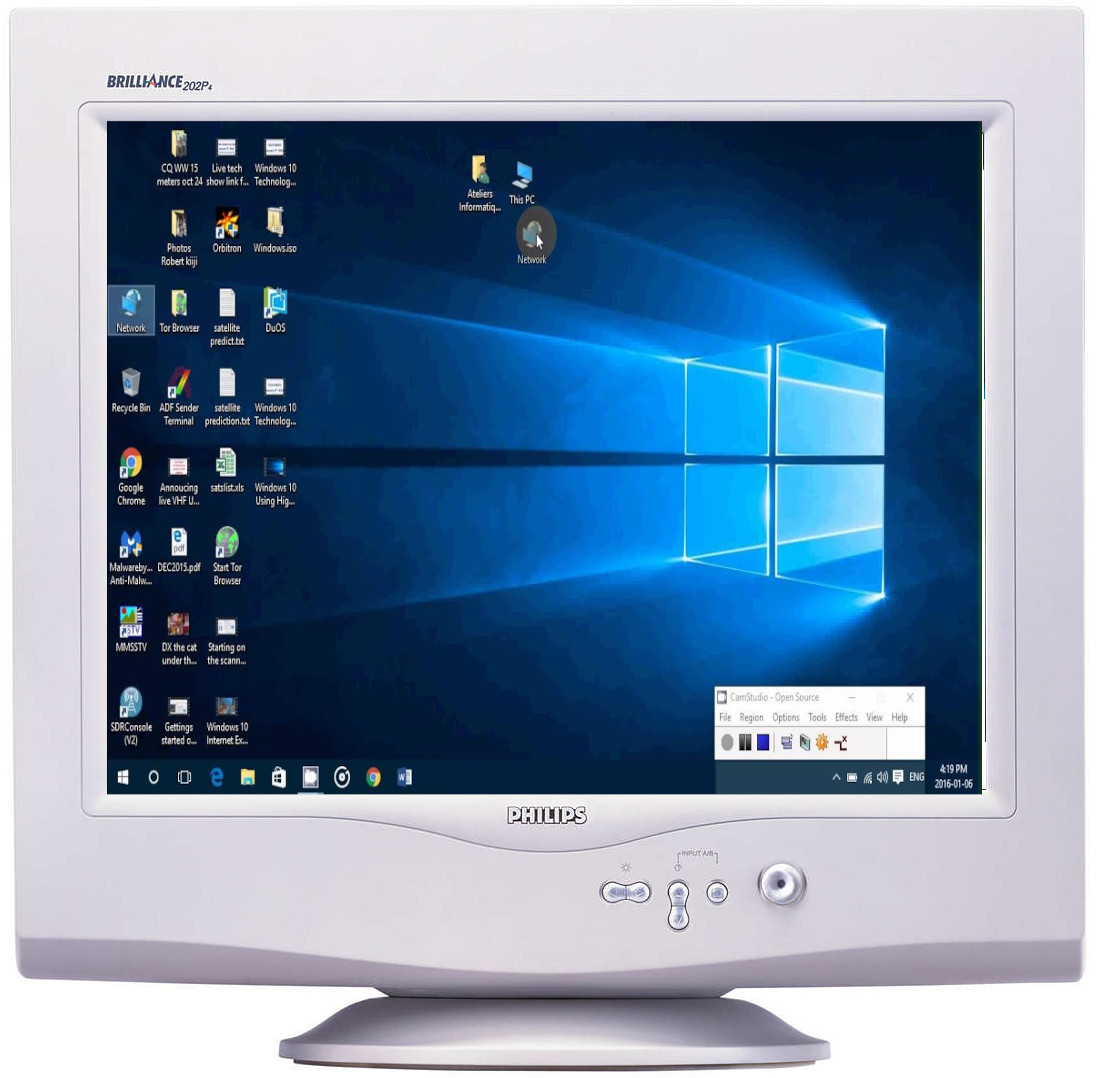 BRILLIANCE 202P4
CQ WW 15
meters oct 24
Live tech
show link f...
Windows 10
Technolog...
Ateliers
Informatiq...
This PC
Photos
Robert kiiji
Orbitron
Windows.iso
Network
Network
Tor Browser
satellite
predict.txt
DuOS
Recycle Bin
ADF Sender
Terminal
satellite
prediction.txt
Windows 10
Technolog...
Google
Chrome
Annoucing
live VHF U...
satslist.xls
Windows 10
Using Hig...
Malwareby...
Anti-Malw...
pdf
DEC2015.pdf
Start Tor
Browser
STV
MMSSTV
DX the cat
under th...
Starting on
the scann...
SDRConsole
(V2)
Gettings
started o...
Windows 10
Internet Ex...
CamStudio - Open Source
File Region Options Tools Effects View Help
ENG
4:19 PM
2016-01-06
PHILIPS
INPUT A/B